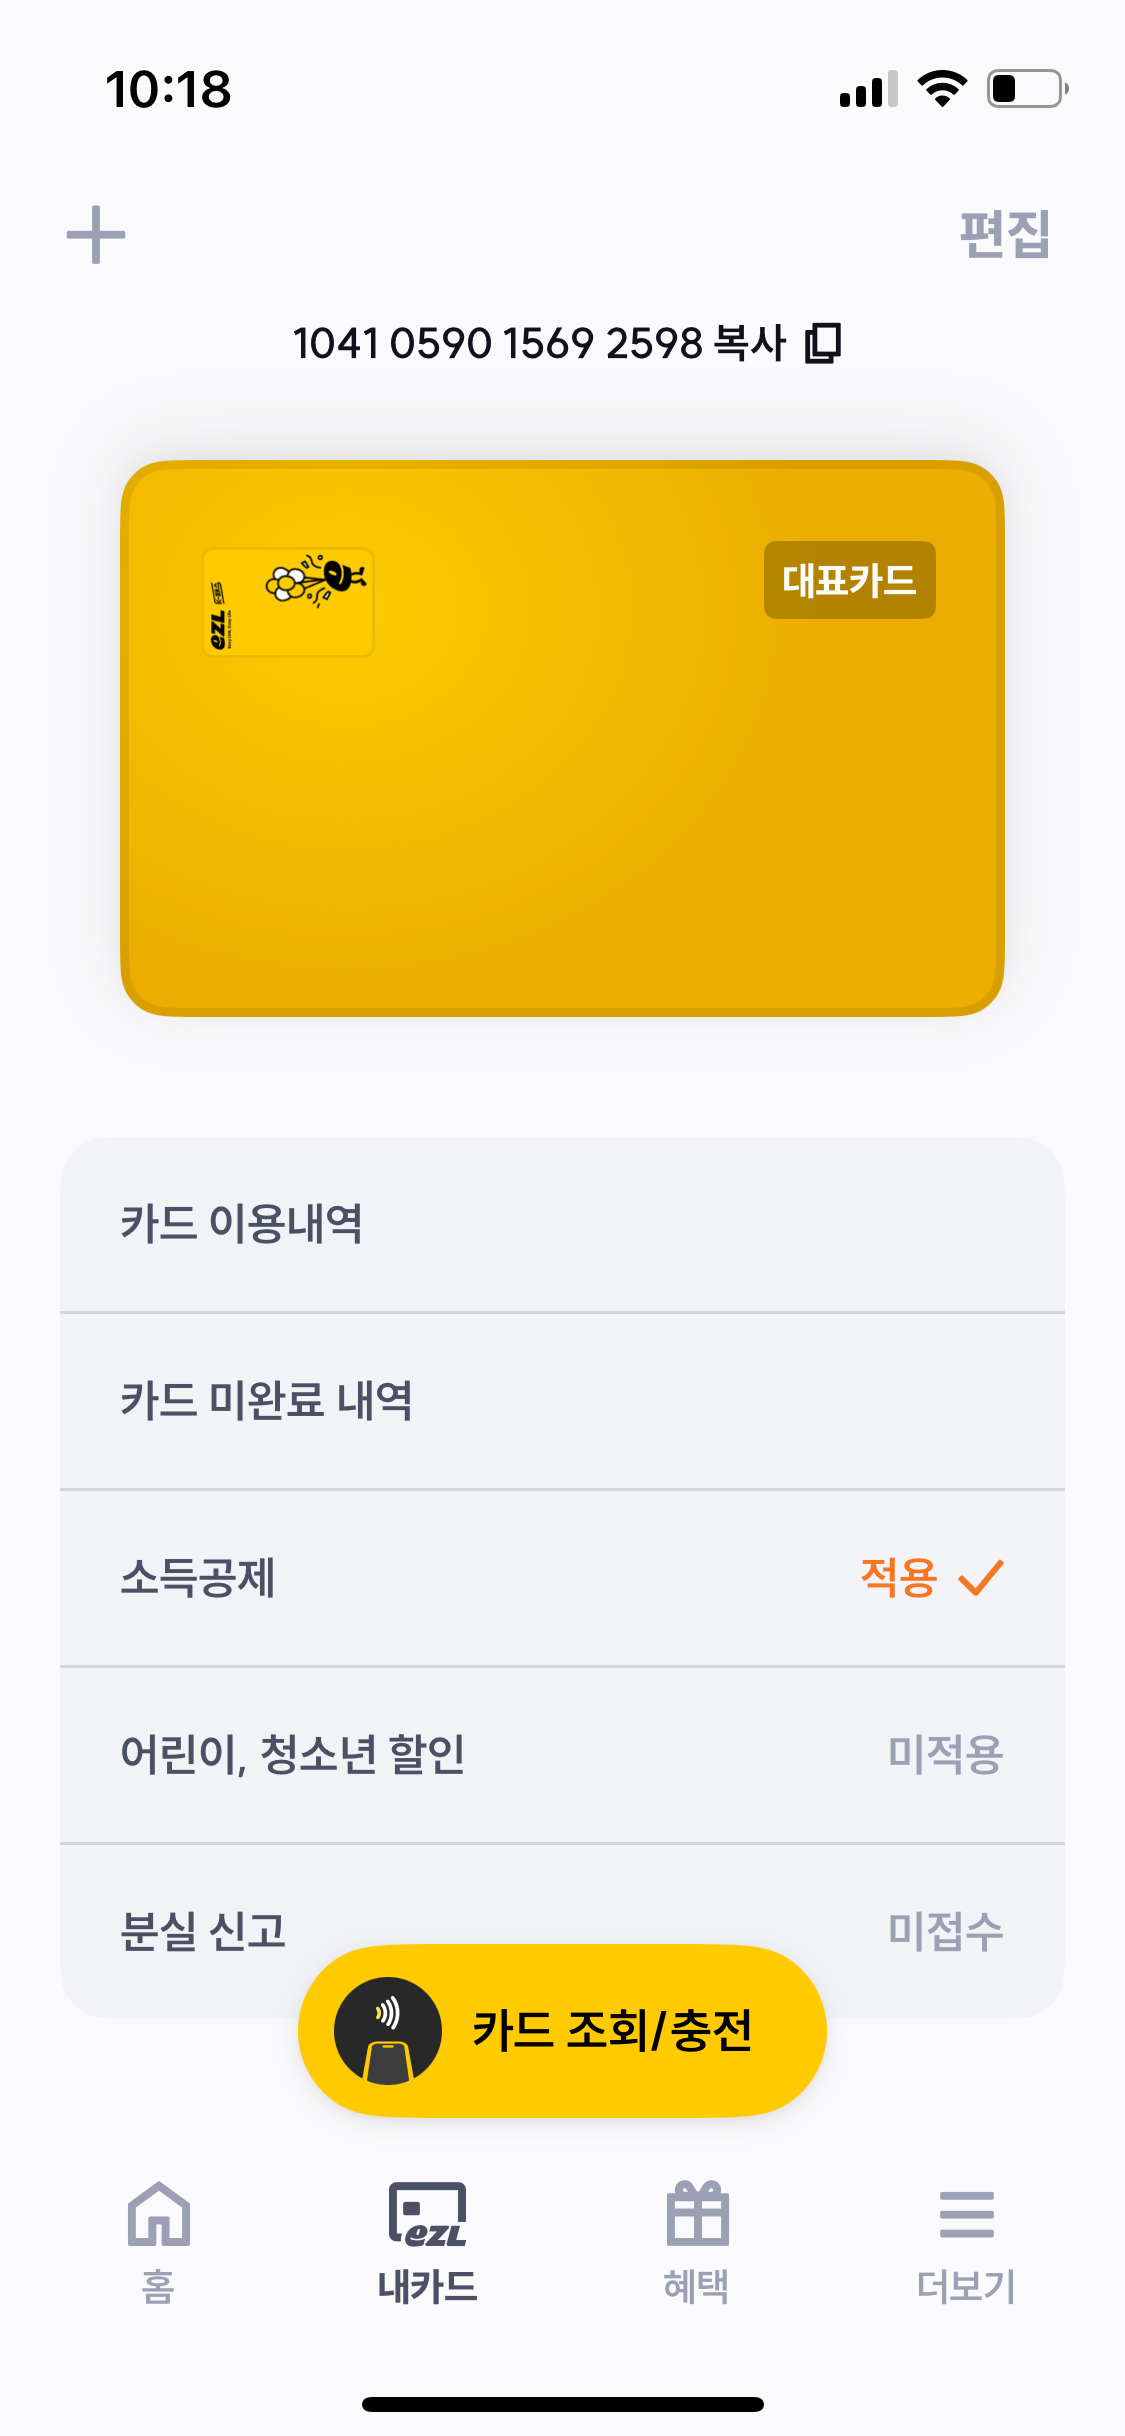 10:18
편집
1041 0590 1569 2598 복사
대표카드
ezL
카드 이용내역
카드 미완료 내역
소득공제 적용
어린이, 청소년 할인 미적용
분실 신고 미접수
카드 조회/충전
ezL
홈 내카드 혜택 더보기